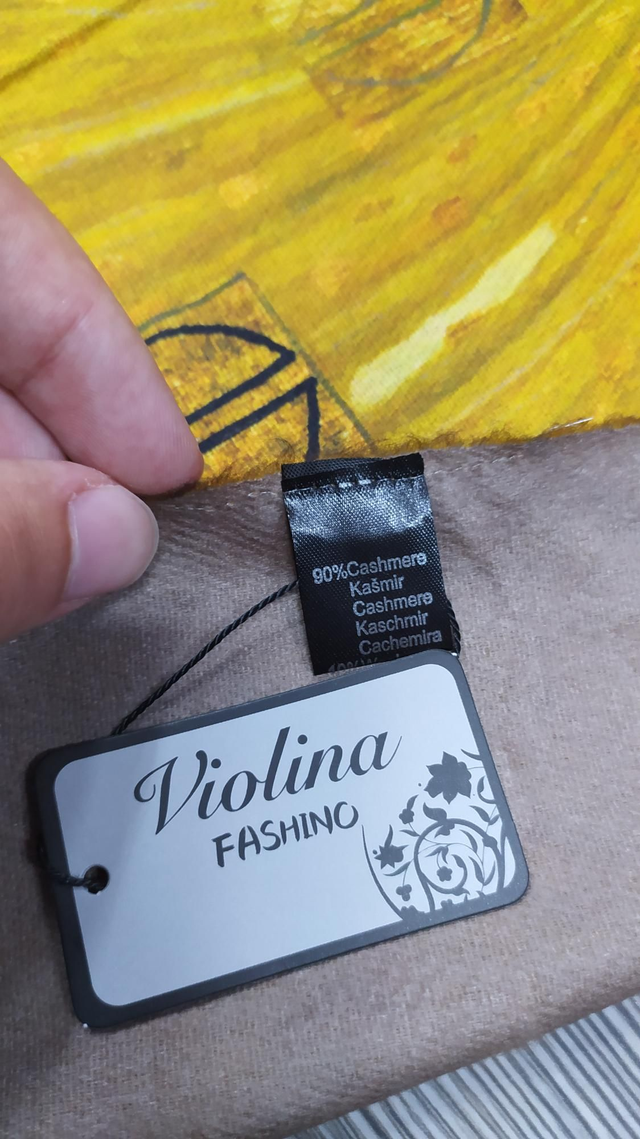 90%Cashmere
Kašmir
Cashmere
Kaschmir
Cachemira
Violina
FASHINO